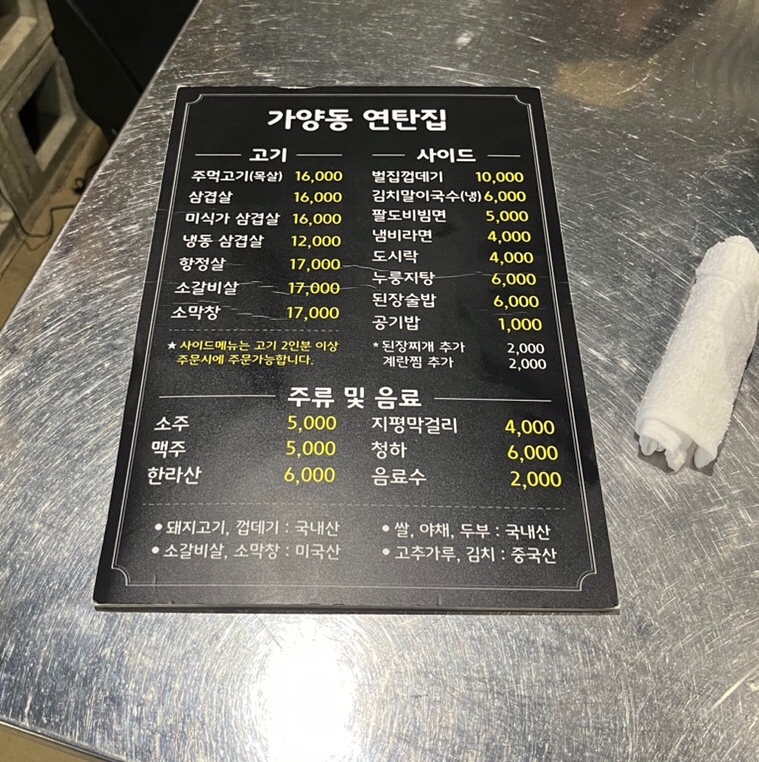 가양동 연탄집
고기
주먹고기(목살) 16,000
삼겹살 16,000
미식가 삼겹살 16,000
냉동 삼겹살 12,000
항정살 17,000
소갈비살 17,000
소막창 17,000
★ 사이드메뉴는 고기 2인분 이상
주문시에 주문가능합니다.
사이드
벌집껍데기 10,000
김치말이국수(냉) 6,000
팔도비빔면 5,000
냄비라면 4,000
도시락 4,000
누룽지탕 6,000
된장술밥 6,000
공기밥 1,000
*된장찌개 추가 2,000
계란찜 추가 2,000
주류 및 음료
소주 5,000
맥주 5,000
한라산 6,000
지평막걸리 4,000
청하 6,000
음료수 2,000
• 돼지고기, 껍데기 : 국내산
• 소갈비살, 소막창 : 미국산
• 쌀, 야채, 두부 : 국내산
• 고추가루, 김치 : 중국산